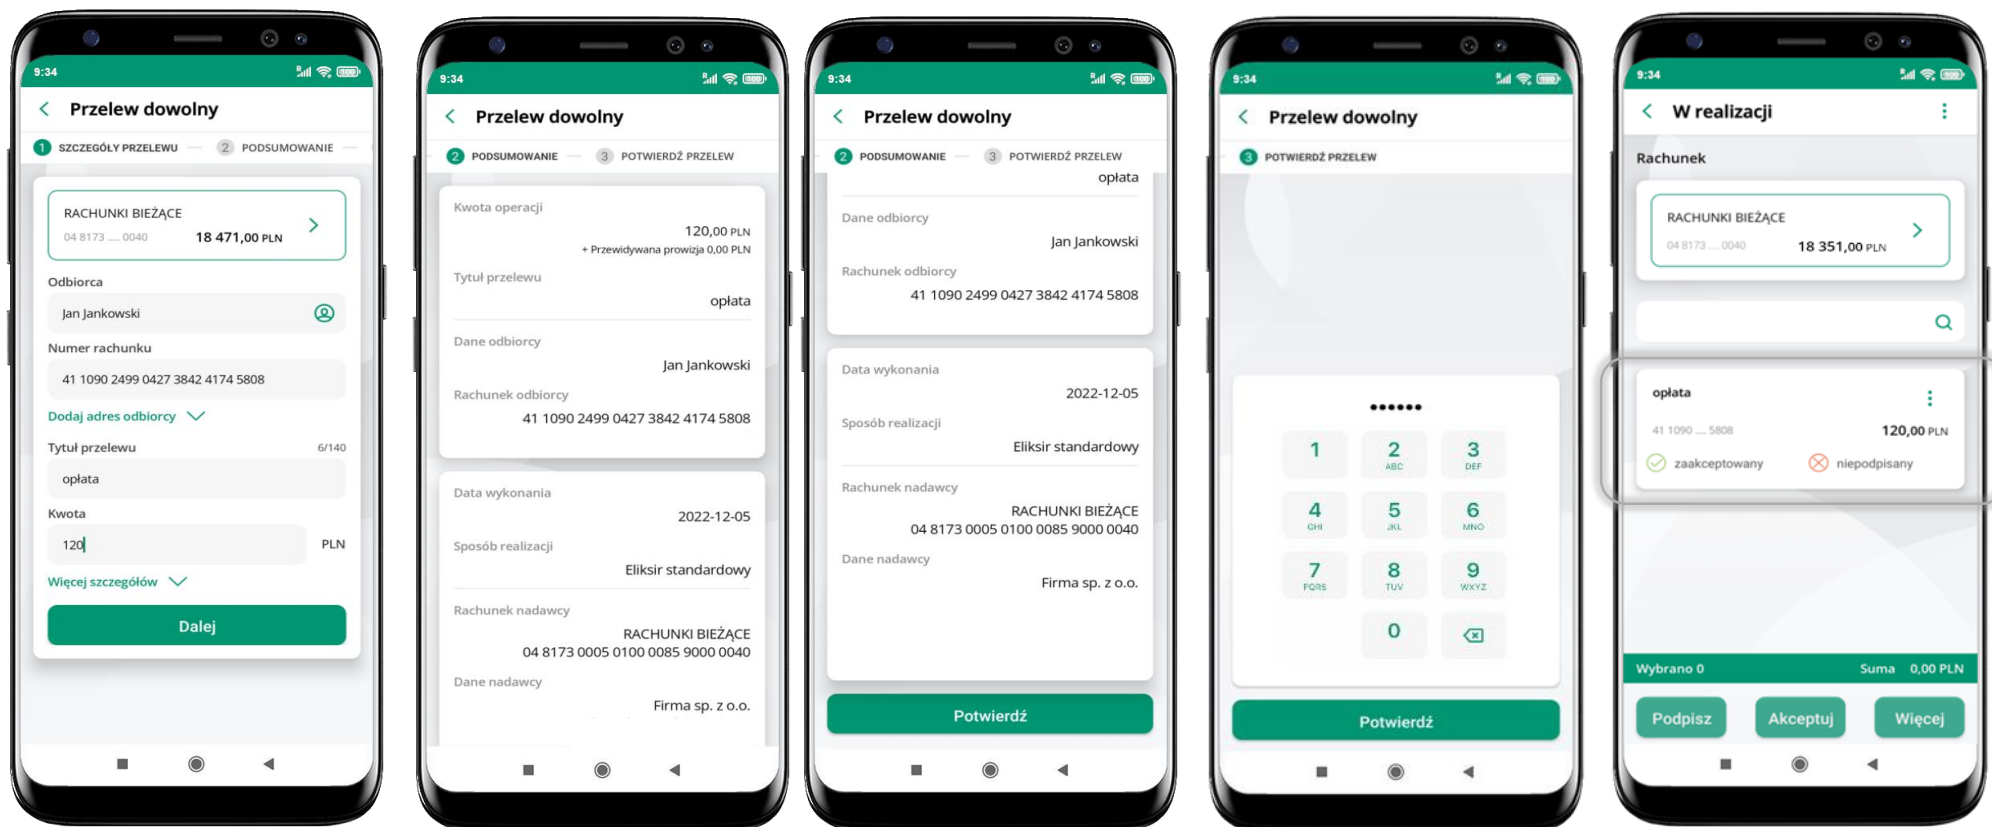 9:34
Przelew dowolny
1 SZCZEGÓŁY PRZELEWU 2 PODSUMOWANIE
RACHUNKI BIEŻĄCE
04 8173 .... 0040 18 471,00 PLN
Odbiorca
Jan Jankowski
Numer rachunku
41 1090 2499 0427 3842 4174 5808
Dodaj adres odbiorcy
Tytuł przelewu 6/140
opłata
Kwota
120 PLN
Więcej szczegółów
Dalej
9:34
Przelew dowolny
2 PODSUMOWANIE 3 POTWIERDŹ PRZELEW
Kwota operacji
120,00 PLN
+ Przewidywana prowizja 0,00 PLN
Tytuł przelewu
opłata
Dane odbiorcy
Jan Jankowski
Rachunek odbiorcy
41 1090 2499 0427 3842 4174 5808
Data wykonania
2022-12-05
Sposób realizacji
Eliksir standardowy
Rachunek nadawcy
RACHUNKI BIEŻĄCE
04 8173 0005 0100 0085 9000 0040
Dane nadawcy
Firma sp. z o.o.
9:34
Przelew dowolny
2 PODSUMOWANIE 3 POTWIERDŹ PRZELEW
opłata
Dane odbiorcy
Jan Jankowski
Rachunek odbiorcy
41 1090 2499 0427 3842 4174 5808
Data wykonania
2022-12-05
Sposób realizacji
Eliksir standardowy
Rachunek nadawcy
RACHUNKI BIEŻĄCE
04 8173 0005 0100 0085 9000 0040
Dane nadawcy
Firma sp. z o.o.
Potwierdź
9:34
Przelew dowolny
3 POTWIERDŹ PRZELEW
1 2 3
ABC DEF
4 5 6
GHI JKL MNO
7 8 9
PQRS TUV WXYZ
0
Potwierdź
9:34
W realizacji
Rachunek
RACHUNKI BIEŻĄCE
04 8173 .... 0040 18 351,00 PLN
opłata
41 1090 .... 5808 120,00 PLN
zaakceptowany niepodpisany
Wybrano 0 Suma 0,00 PLN
Podpisz Akceptuj Więcej